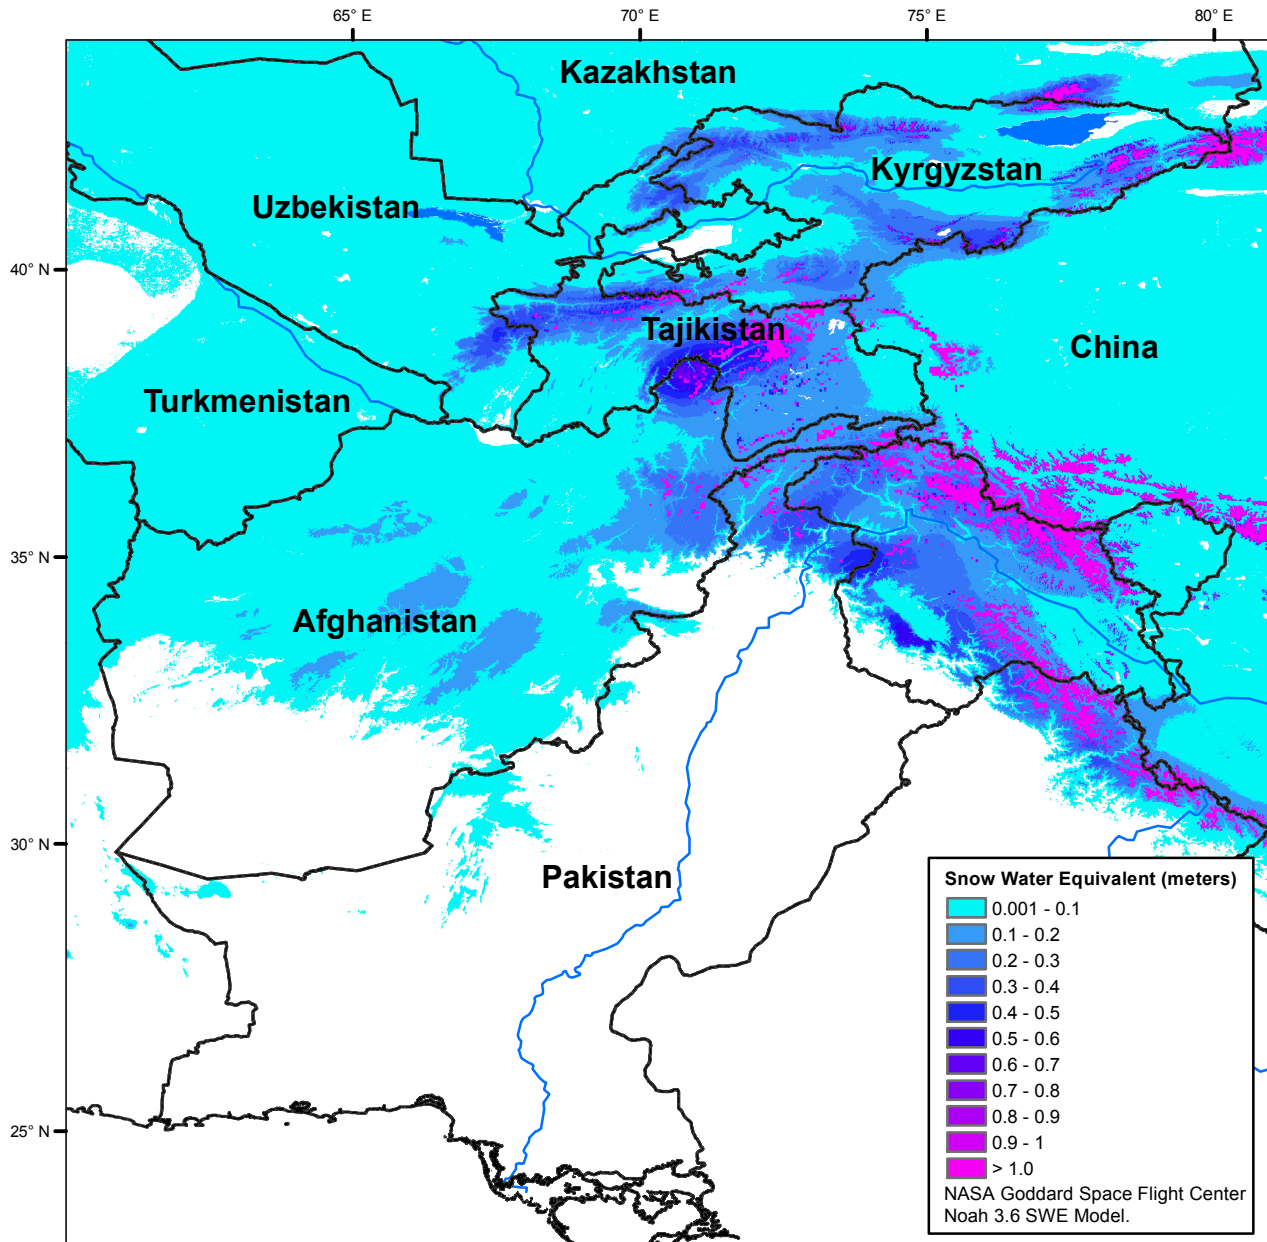 65° E
70° E
75° E
80° E
Kazakhstan
Kyrgyzstan
Uzbekistan
40° N
Tajikistan
China
Turkmenistan
35° N
Afghanistan
30° N
Pakistan
25° N
Snow Water Equivalent (meters)
0.001 - 0.1
0.1 - 0.2
0.2 - 0.3
0.3 - 0.4
0.4 - 0.5
0.5 - 0.6
0.6 - 0.7
0.7 - 0.8
0.8 - 0.9
0.9 - 1
> 1.0
NASA Goddard Space Flight Center
Noah 3.6 SWE Model.